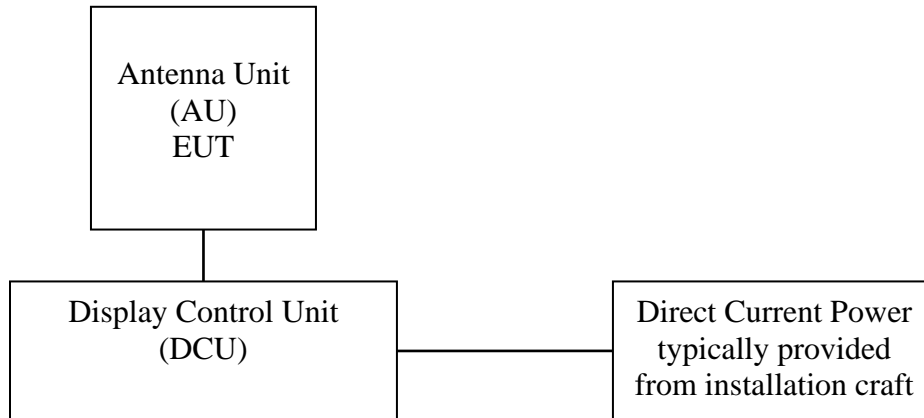 Antenna Unit
(AU)
EUT
Display Control Unit
(DCU)
Direct Current Power
typically provided
from installation craft